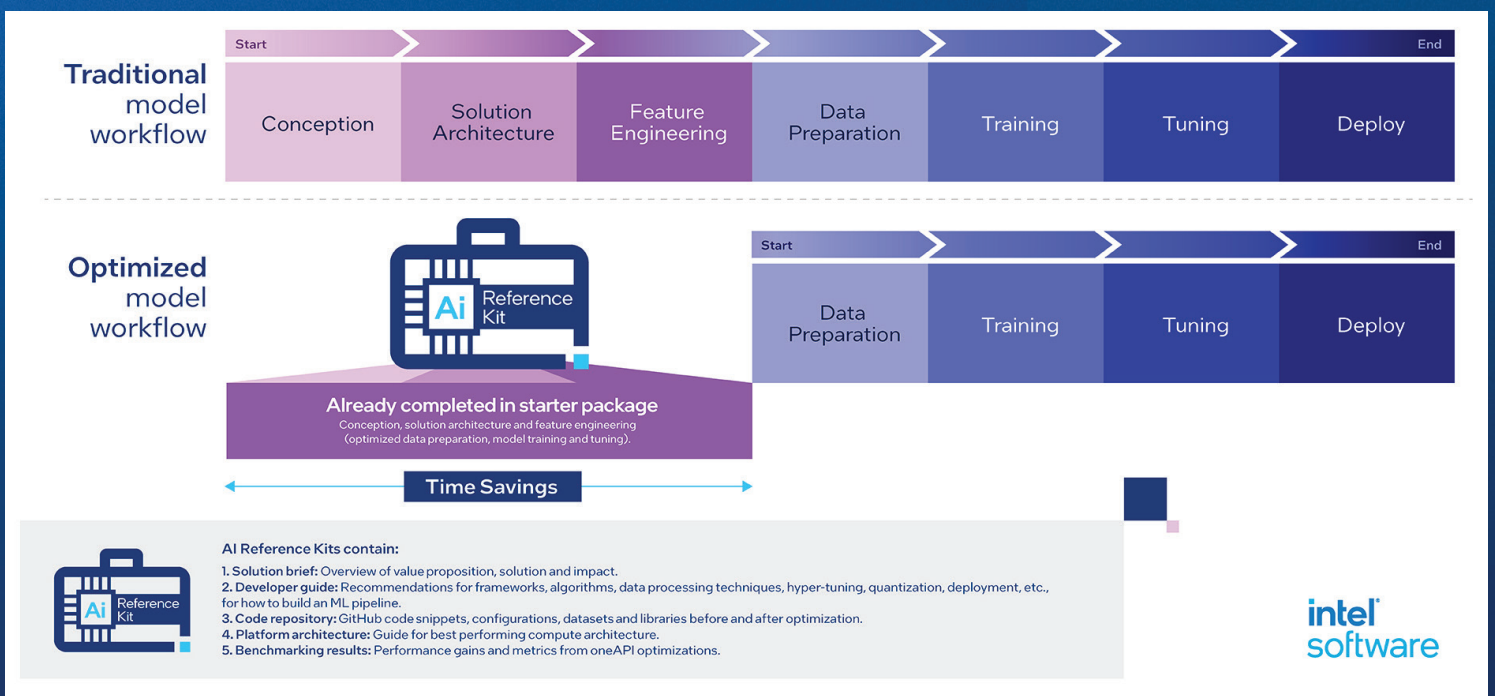 Start
End
Traditional
model
workflow
Conception
Solution
Architecture
Feature
Engineering
Data
Preparation
Training
Tuning
Deploy
Optimized
model
workflow
Ai
Reference
Kit
Already completed in starter package
Conception, solution architecture and feature engineering
(optimized data preparation, model training and tuning).
Time Savings
Start
End
Data
Preparation
Training
Tuning
Deploy
Ai
Reference
Kit
AI Reference Kits contain:
1. Solution brief: Overview of value proposition, solution and impact.
2. Developer guide: Recommendations for frameworks, algorithms, data processing techniques, hyper-tuning, quantization, deployment, etc.,
for how to build an ML pipeline.
3. Code repository: GitHub code snippets, configurations, datasets and libraries before and after optimization.
4. Platform architecture: Guide for best performing compute architecture.
5. Benchmarking results: Performance gains and metrics from oneAPI optimizations.
intel
software